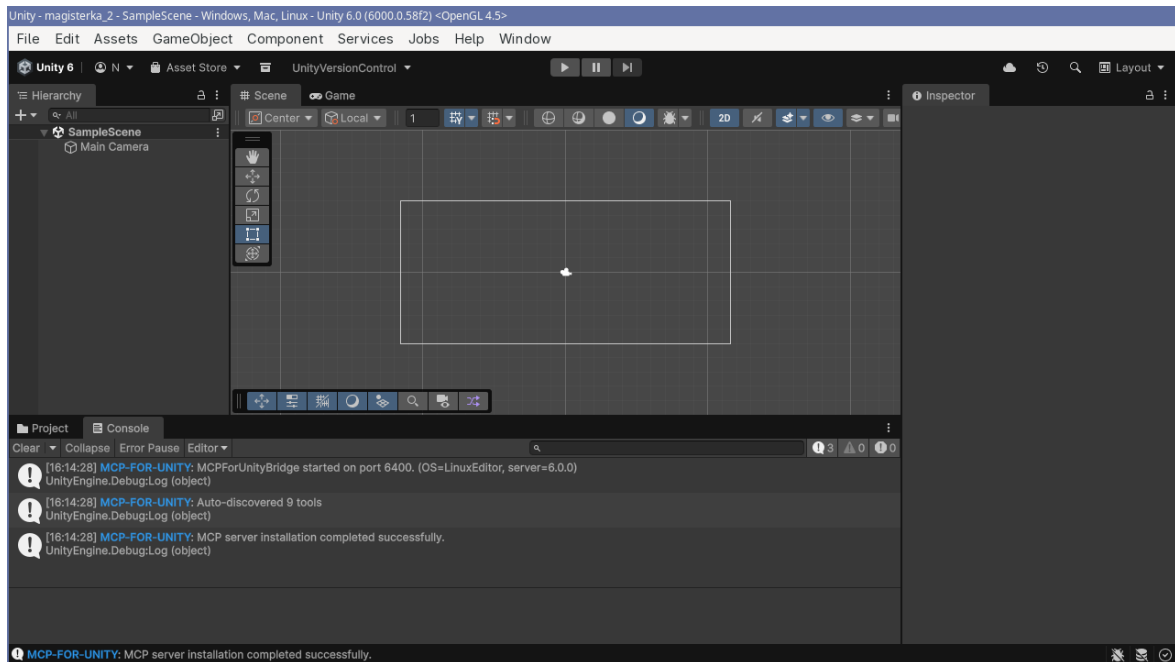 Unity - magisterka_2 - SampleScene - Windows, Mac, Linux - Unity 6.0 (6000.0.58f2) <OpenGL 4.5>
File Edit Assets GameObject Component Services Jobs Help Window
Unity 6 N Asset Store UnityVersionControl Layout
Hierarchy
# Scene Game
Inspector
All
Center Local 1 2D
SampleScene
Main Camera
Project Console
Clear Collapse Error Pause Editor 3 0 0
[16:14:28] MCP-FOR-UNITY: MCPForUnityBridge started on port 6400. (OS=LinuxEditor, server=6.0.0)
UnityEngine.Debug:Log (object)
[16:14:28] MCP-FOR-UNITY: Auto-discovered 9 tools
UnityEngine.Debug:Log (object)
[16:14:28] MCP-FOR-UNITY: MCP server installation completed successfully.
UnityEngine.Debug:Log (object)
MCP-FOR-UNITY: MCP server installation completed successfully.